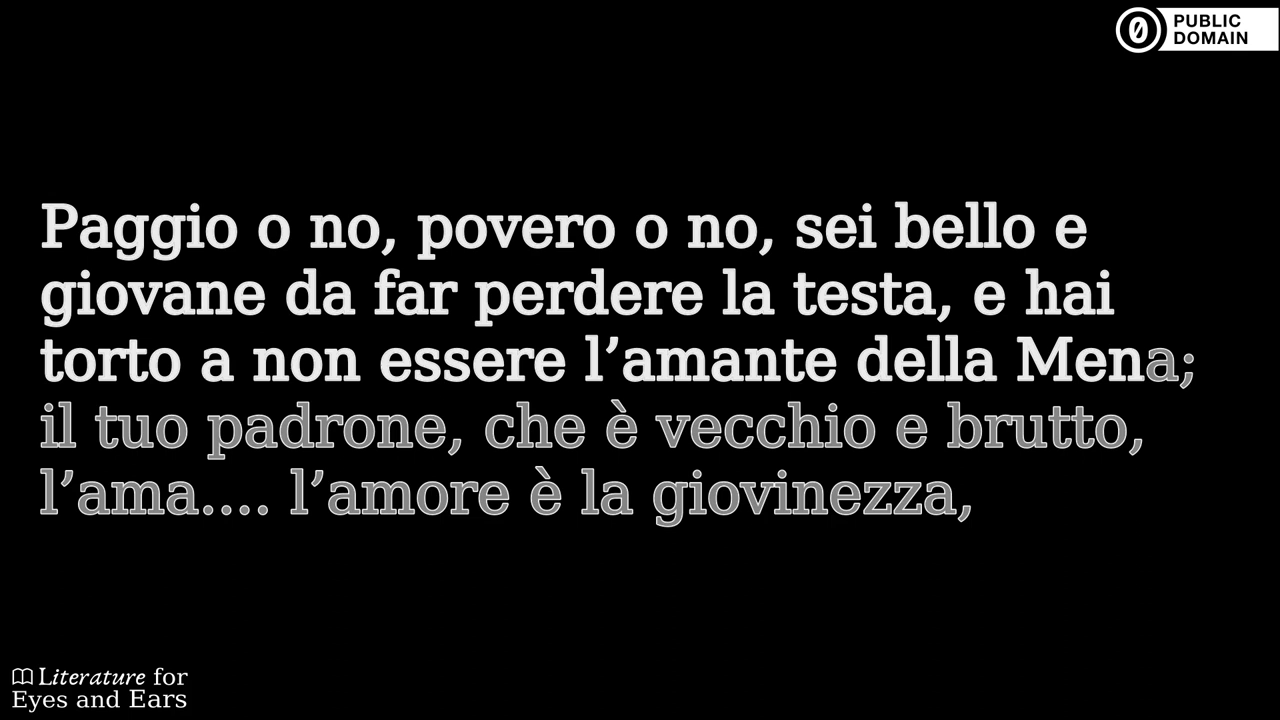 PUBLIC
DOMAIN
Paggio o no, povero o no, sei bello e
giovane da far perdere la testa, e hai
torto a non essere l’amante della Mena;
il tuo padrone, che è vecchio e brutto,
l’ama.... l’amore è la giovinezza,
Literature for
Eyes and Ears